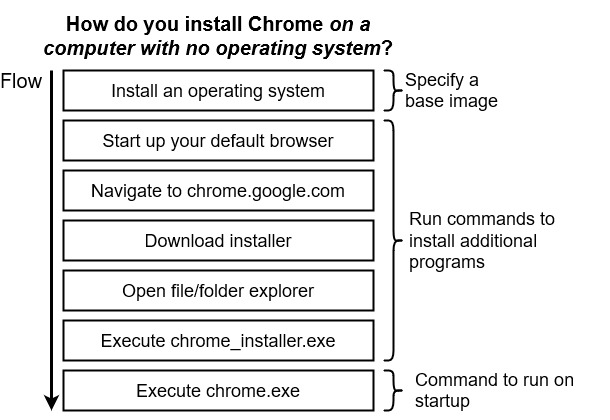 How do you install Chrome on a
computer with no operating system?
Flow
Install an operating system
Specify a
base image
Start up your default browser
Navigate to chrome.google.com
Download installer
Open file/folder explorer
Execute chrome_installer.exe
Run commands to
install additional
programs
Execute chrome.exe
Command to run on
startup